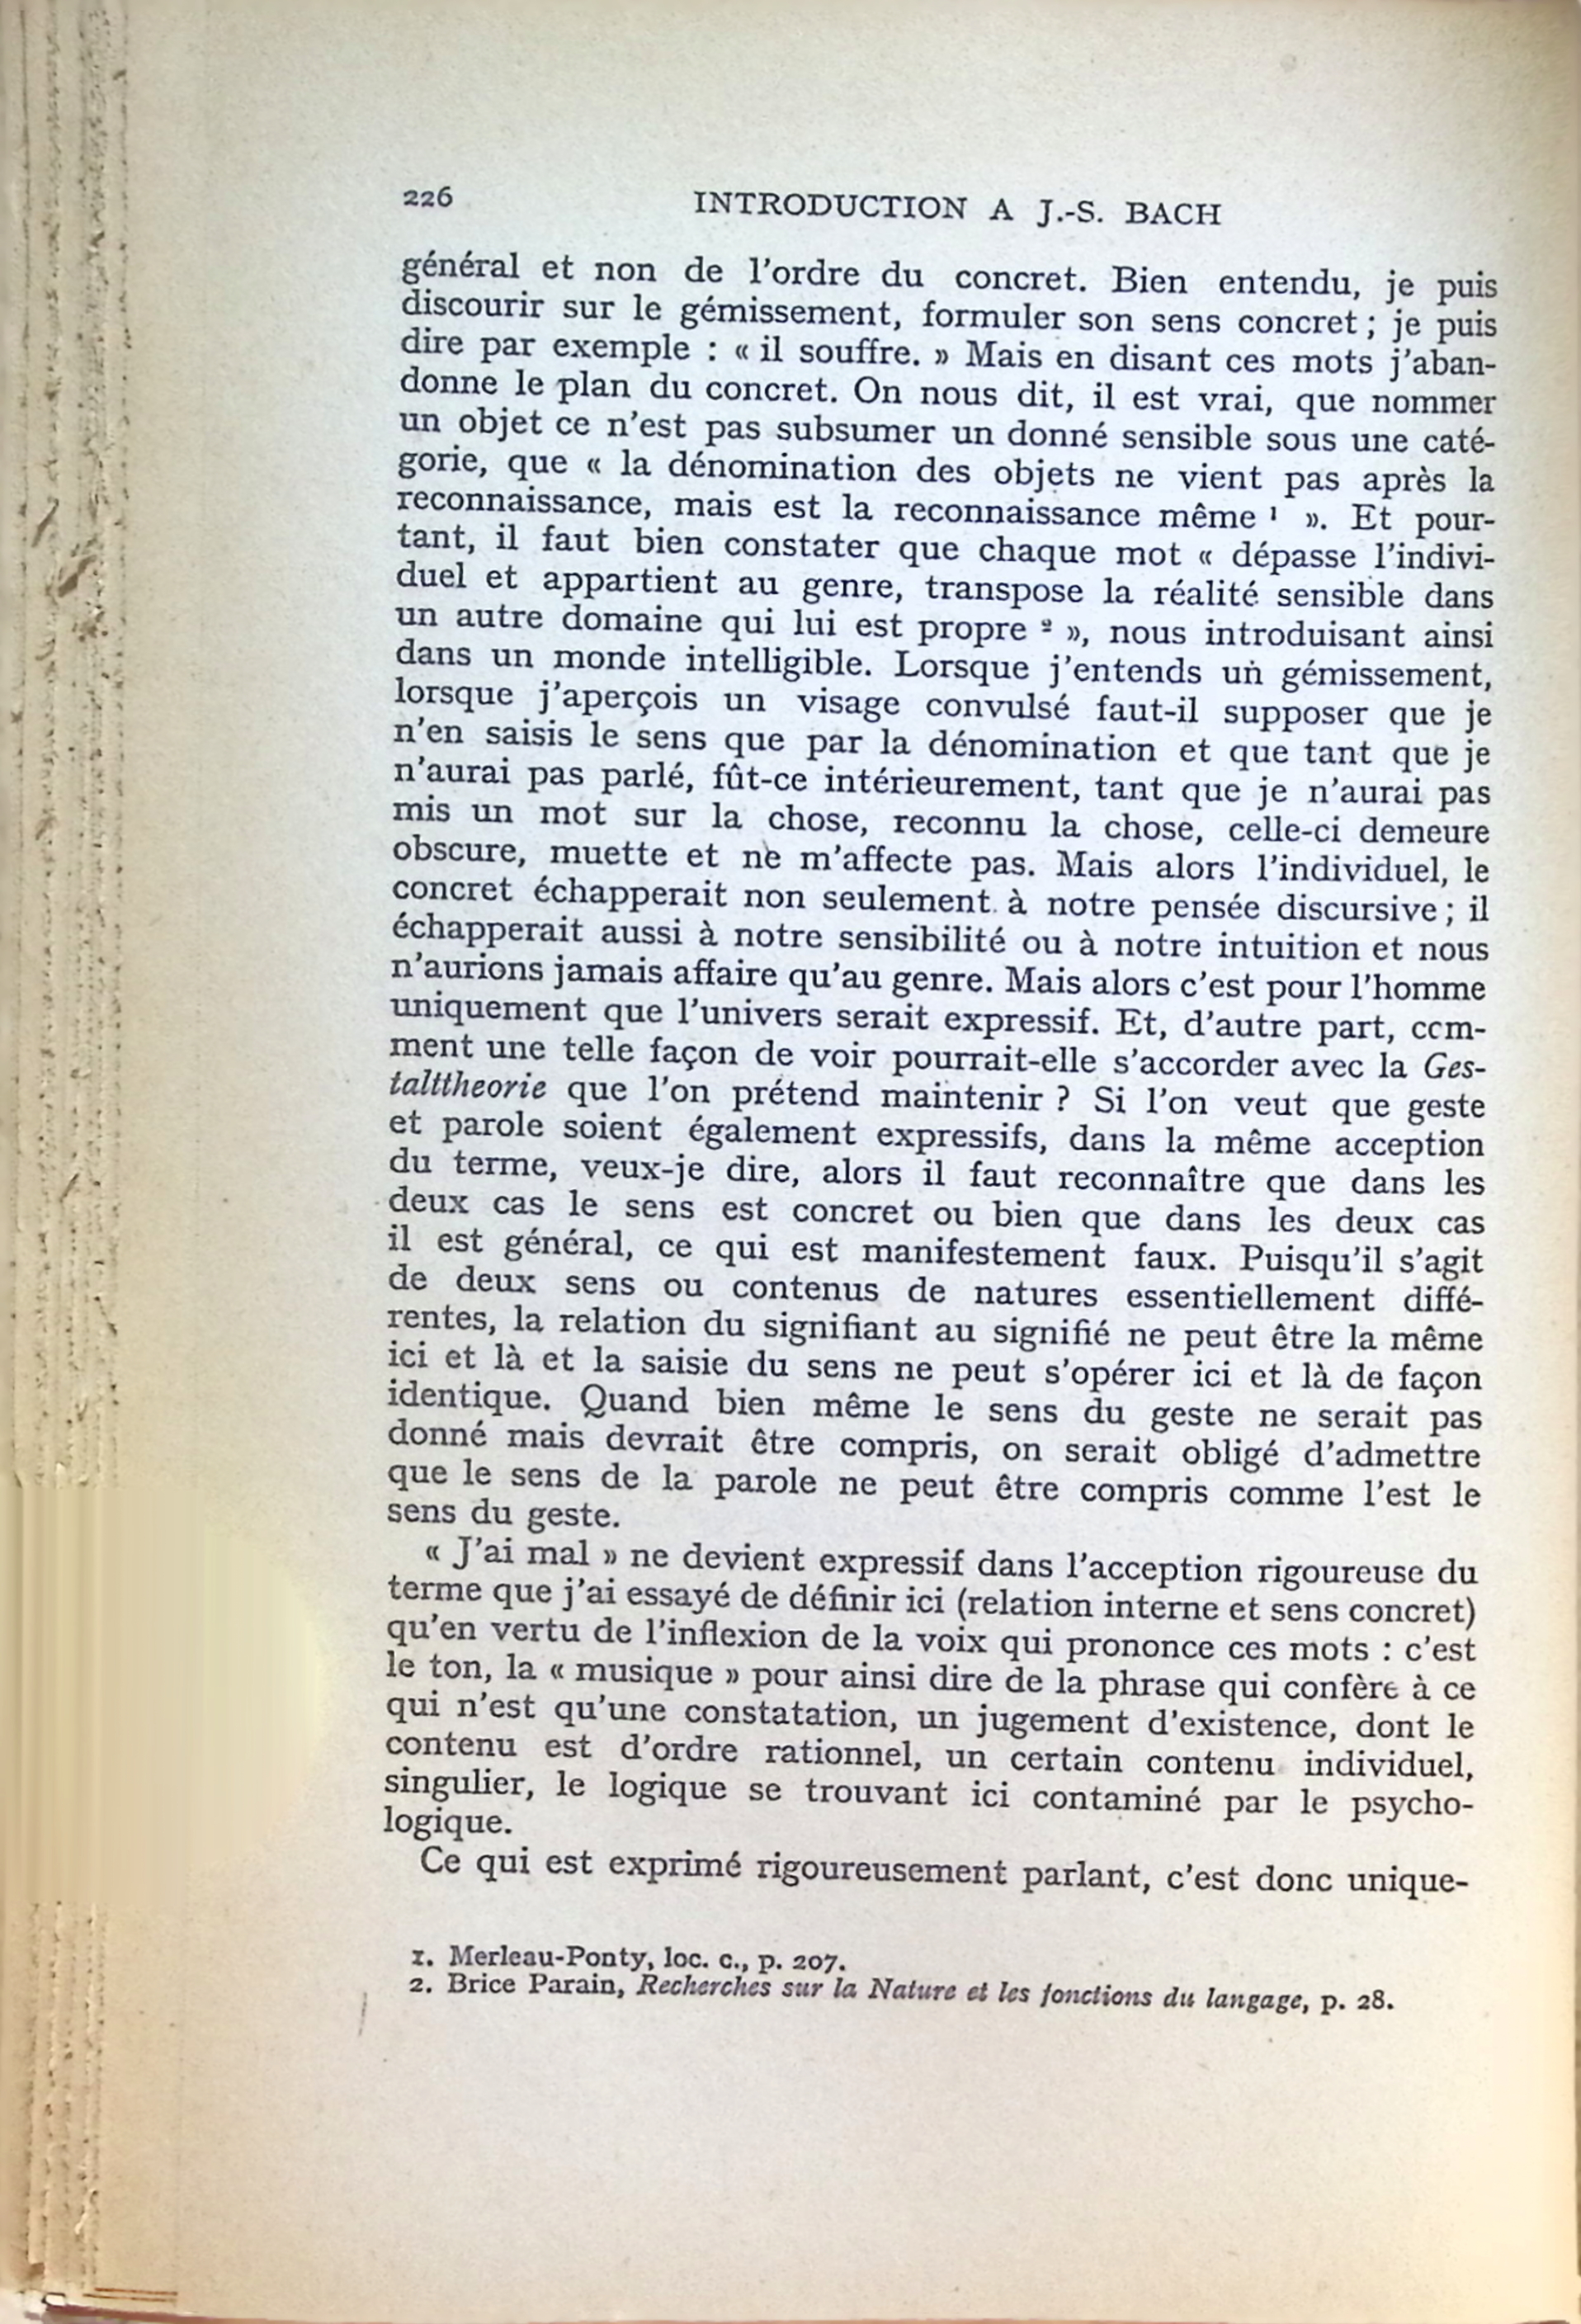 226 INTRODUCTION A J.-S. BACH
général et non de l'ordre du concret. Bien entendu, je puis
discourir sur le gémissement, formuler son sens concret ; je puis
dire par exemple : « il souffre. » Mais en disant ces mots j'aban-
donne le plan du concret. On nous dit, il est vrai, que nommer
un objet ce n'est pas subsumer un donné sensible sous une caté-
gorie, que « la dénomination des objets ne vient pas après la
reconnaissance, mais est la reconnaissance même ¹ ». Et pour-
tant, il faut bien constater que chaque mot « dépasse l'indivi-
duel et appartient au genre, transpose la réalité sensible dans
un autre domaine qui lui est propre ² », nous introduisant ainsi
dans un monde intelligible. Lorsque j'entends un gémissement,
lorsque j'aperçois un visage convulsé faut-il supposer que je
n'en saisis le sens que par la dénomination et que tant que je
n'aurai pas parlé, fût-ce intérieurement, tant que je n'aurai pas
mis un mot sur la chose, reconnu la chose, celle-ci demeure
obscure, muette et ne m'affecte pas. Mais alors l'individuel, le
concret échapperait non seulement à notre pensée discursive ; il
échapperait aussi à notre sensibilité ou à notre intuition et nous
n'aurions jamais affaire qu'au genre. Mais alors c'est pour l'homme
uniquement que l'univers serait expressif. Et, d'autre part, ccm-
ment une telle façon de voir pourrait-elle s'accorder avec la Ges-
talttheorie que l'on prétend maintenir ? Si l'on veut que geste
et parole soient également expressifs, dans la même acception
du terme, veux-je dire, alors il faut reconnaître que dans les
deux cas le sens est concret ou bien que dans les deux cas
il est général, ce qui est manifestement faux. Puisqu'il s'agit
de deux sens ou contenus de natures essentiellement diffé-
rentes, la relation du signifiant au signifié ne peut être la même
ici et là et la saisie du sens ne peut s'opérer ici et là de façon
identique. Quand bien même le sens du geste ne serait pas
donné mais devrait être compris, on serait obligé d'admettre
que le sens de la parole ne peut être compris comme l'est le
sens du geste.
« J'ai mal » ne devient expressif dans l'acception rigoureuse du
terme que j'ai essayé de définir ici (relation interne et sens concret)
qu'en vertu de l'inflexion de la voix qui prononce ces mots : c'est
le ton, la « musique » pour ainsi dire de la phrase qui confère à ce
qui n'est qu'une constatation, un jugement d'existence, dont le
contenu est d'ordre rationnel, un certain contenu individuel,
singulier, le logique se trouvant ici contaminé par le psycho-
logique.
Ce qui est exprimé rigoureusement parlant, c'est donc unique-
1. Merleau-Ponty, loc. c., p. 207.
2. Brice Parain, Recherches sur la Nature et les fonctions du langage, p. 28.